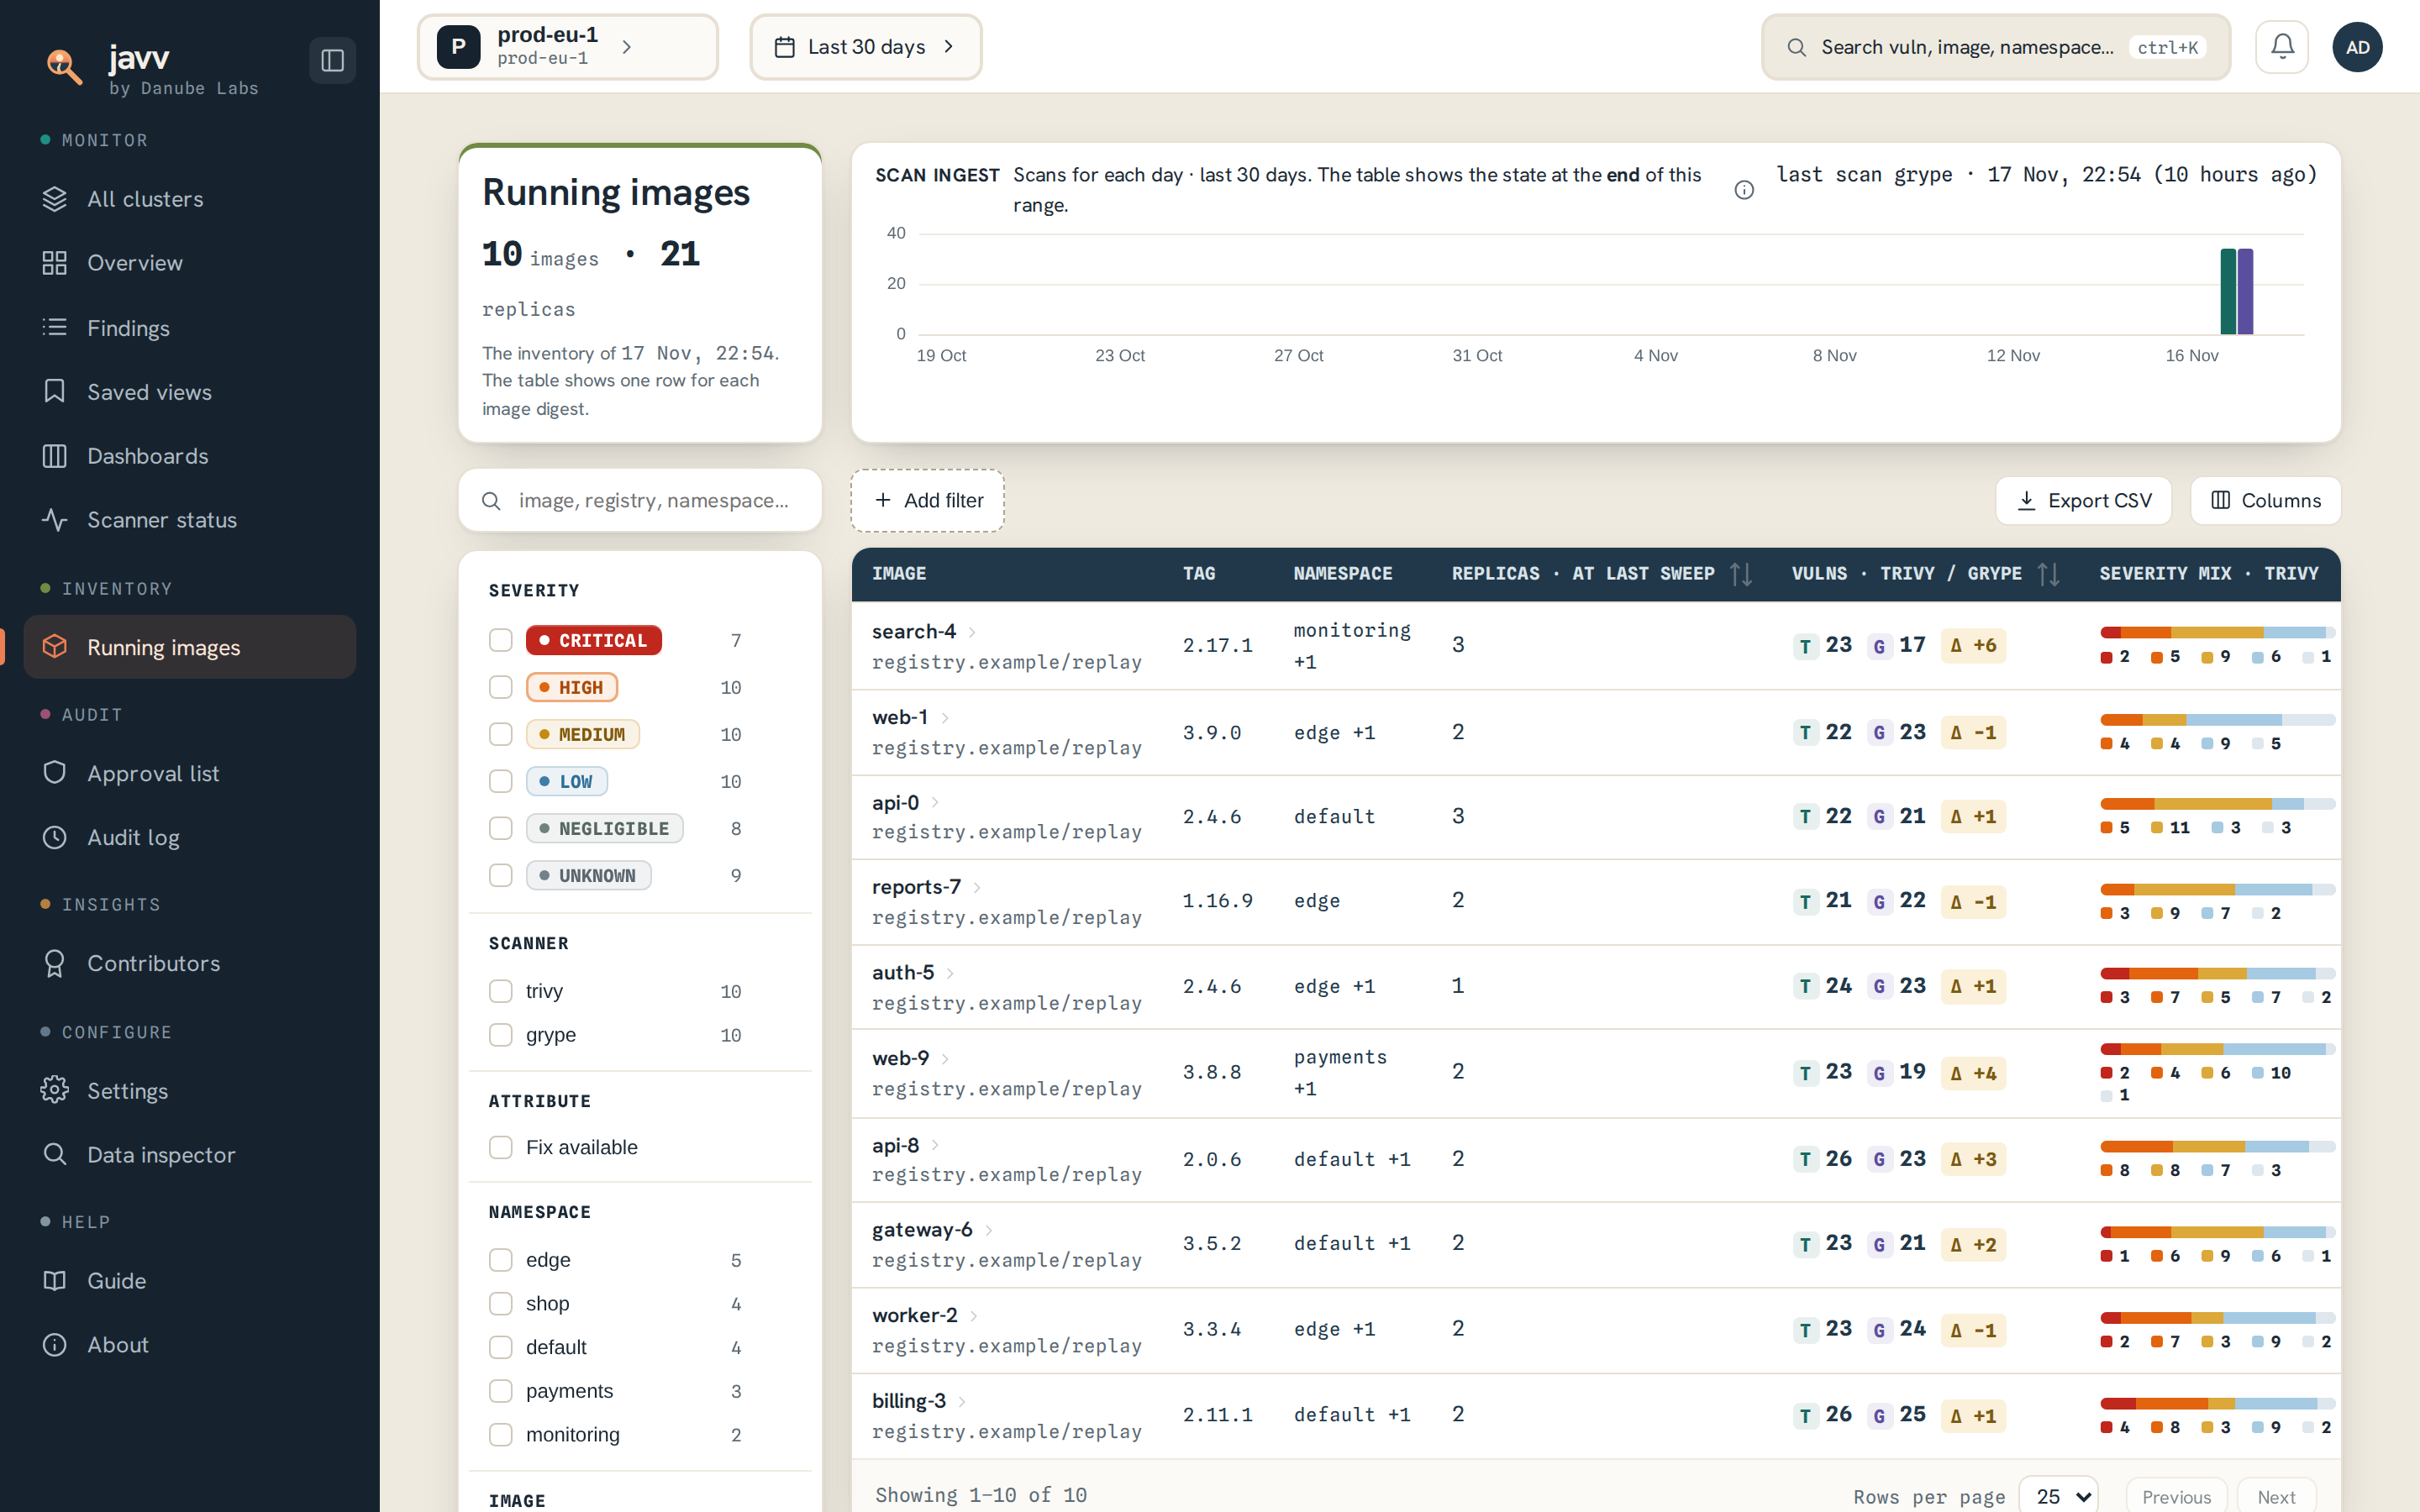 javv
by Danube Labs
MONITOR
All clusters
Overview
Findings
Saved views
Dashboards
Scanner status
INVENTORY
Running images
AUDIT
Approval list
Audit log
INSIGHTS
Contributors
CONFIGURE
Settings
Data inspector
HELP
Guide
About
P
prod-eu-1
prod-eu-1
Last 30 days
Search vuln, image, namespace... ctrl+K
AD
Running images
10 images · 21
replicas
The inventory of 17 Nov, 22:54.
The table shows one row for each
image digest.
SCAN INGEST Scans for each day · last 30 days. The table shows the state at the end of this
range.
last scan grype · 17 Nov, 22:54 (10 hours ago)
40
20
0
19 Oct 23 Oct 27 Oct 31 Oct 4 Nov 8 Nov 12 Nov 16 Nov
image, registry, namespace...
Add filter
Export CSV
Columns
SEVERITY
CRITICAL 7
HIGH 10
MEDIUM 10
LOW 10
NEGLIGIBLE 8
UNKNOWN 9
SCANNER
trivy 10
grype 10
ATTRIBUTE
Fix available
NAMESPACE
edge 5
shop 4
default 4
payments 3
monitoring 2
IMAGE
IMAGE TAG NAMESPACE REPLICAS · AT LAST SWEEP VULNS · TRIVY / GRYPE SEVERITY MIX · TRIVY
search-4
registry.example/replay
2.17.1
monitoring
+1
3
T 23 G 17 Δ +6
2 5 9 6 1
web-1
registry.example/replay
3.9.0
edge +1
2
T 22 G 23 Δ −1
4 4 9 5
api-0
registry.example/replay
2.4.6
default
3
T 22 G 21 Δ +1
5 11 3 3
reports-7
registry.example/replay
1.16.9
edge
2
T 21 G 22 Δ −1
3 9 7 2
auth-5
registry.example/replay
2.4.6
edge +1
1
T 24 G 23 Δ +1
3 7 5 7 2
web-9
registry.example/replay
3.8.8
payments
+1
2
T 23 G 19 Δ +4
2 4 6 10
1
api-8
registry.example/replay
2.0.6
default +1
2
T 26 G 23 Δ +3
8 8 7 3
gateway-6
registry.example/replay
3.5.2
default +1
2
T 23 G 21 Δ +2
1 6 9 6 1
worker-2
registry.example/replay
3.3.4
edge +1
2
T 23 G 24 Δ −1
2 7 3 9 2
billing-3
registry.example/replay
2.11.1
default +1
2
T 26 G 25 Δ +1
4 8 3 9 2
Showing 1–10 of 10
Rows per page 25
Previous
Next